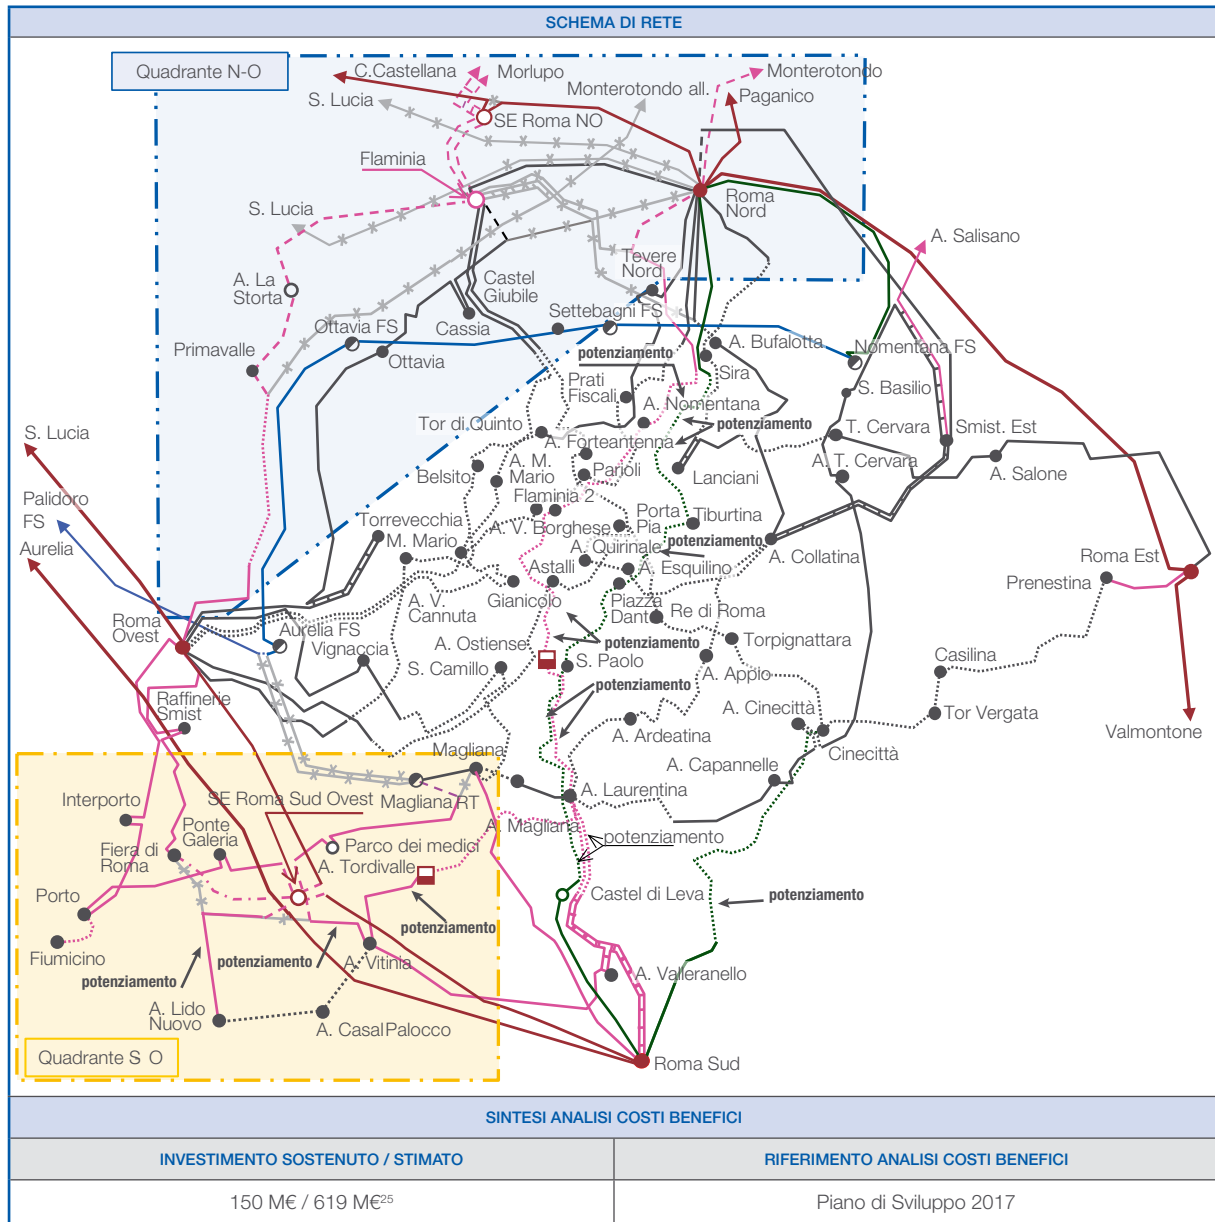 SCHEMA DI RETE
Quadrante N-O
C.Castellana
Morlupo
Monterotondo
S. Lucia
Monterotondo all.
Paganico
SE Roma NO
Flaminia
Roma
Nord
S. Lucia
A. Salisano
Tevere
Nord
A. La
Storta
Castel
Giubile
Cassia
Settebagni FS
Ottavia FS
Ottavia
potenziamento
A. Bufalotta
Nomentana FS
Primavalle
Sira
Prati
Fiscali
S. Basilio
A. Nomentana
potenziamento
Tor di Quinto
A. Forteantenna
T. Cervara
Smist. Est
S. Lucia
A. M.
Mario
Belsito
Parioli
Lanciani
A. T. Cervara
A. Salone
Palidoro
FS
Flaminia 2
Porta
Pia
Tiburtina
Torrevecchia
A. V. Borghese
Aurelia
M. Mario
A. Quirinale
potenziamento
A. Collatina
Roma Est
Astalli
A. Esquilino
Prenestina
A. V.
Cannuta
Gianicolo
Piazza
Dante
Re di Roma
Roma
Ovest
Aurelia FS
Vignaccia
A. Ostiense
potenziamento
Torpignattara
S. Camillo
S. Paolo
A. Appio
Casilina
potenziamento
Raffinerie
Smist
A. Cinecittà
Tor Vergata
A. Ardeatina
Cinecittà
Valmontone
Magliana
A. Capannelle
Interporto
SE Roma Sud Ovest
Magliana RT
A. Laurentina
Ponte
Galeria
A. Magliana
potenziamento
Fiera di
Roma
Parco dei medici
A. Tordivalle
Porto
Castel di Leva
potenziamento
potenziamento
Fiumicino
potenziamento
potenziamento
A. Vitinia
A. Valleranello
A. Lido
Nuovo
A. CasalPalocco
Quadrante S O
Roma Sud
SINTESI ANALISI COSTI BENEFICI
INVESTIMENTO SOSTENUTO / STIMATO
RIFERIMENTO ANALISI COSTI BENEFICI
150 M€ / 619 M€25
Piano di Sviluppo 2017